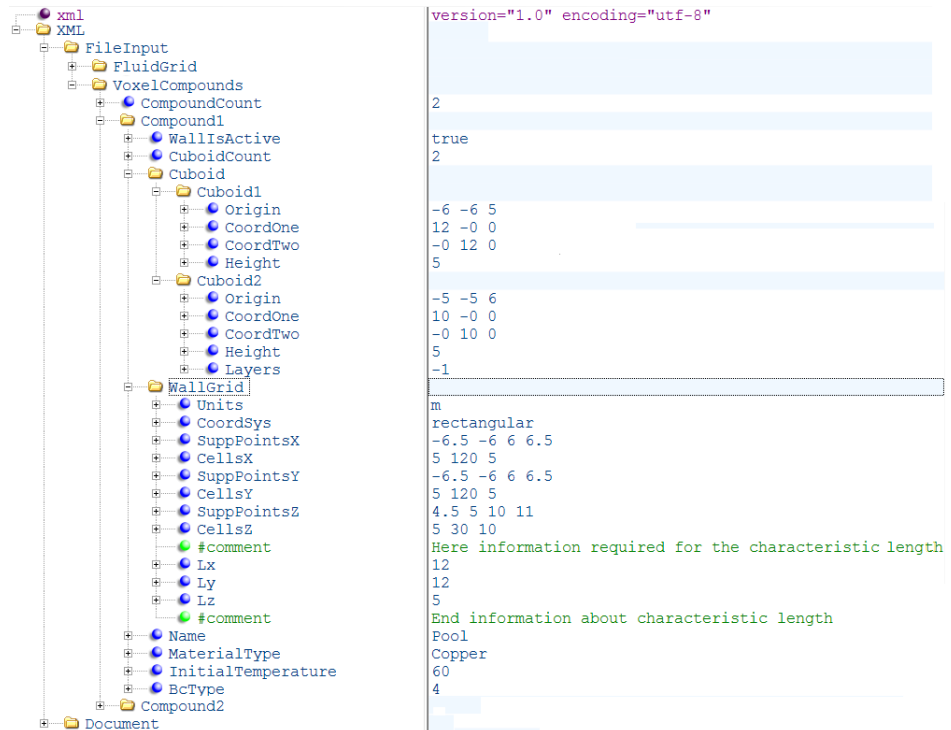 xml version="1.0" encoding="utf-8"
XML
FileInput
FluidGrid
VoxelCompounds
CompoundCount 2
Compound1
WallIsActive true
CuboidCount 2
Cuboid
Cuboid1
Origin -6 -6 5
CoordOne 12 -0 0
CoordTwo -0 12 0
Height 5
Cuboid2
Origin -5 -5 6
CoordOne 10 -0 0
CoordTwo -0 10 0
Height 5
Layers -1
WallGrid
Units m
CoordSys rectangular
SuppPointsX -6.5 -6 6 6.5
CellsX 5 120 5
SuppPointsY -6.5 -6 6 6.5
CellsY 5 120 5
SuppPointsZ 4.5 5 10 11
CellsZ 5 30 10
#comment Here information required for the characteristic length
Lx 12
Ly 12
Lz 5
#comment End information about characteristic length
Name Pool
MaterialType Copper
InitialTemperature 60
BcType 4
Compound2
Document